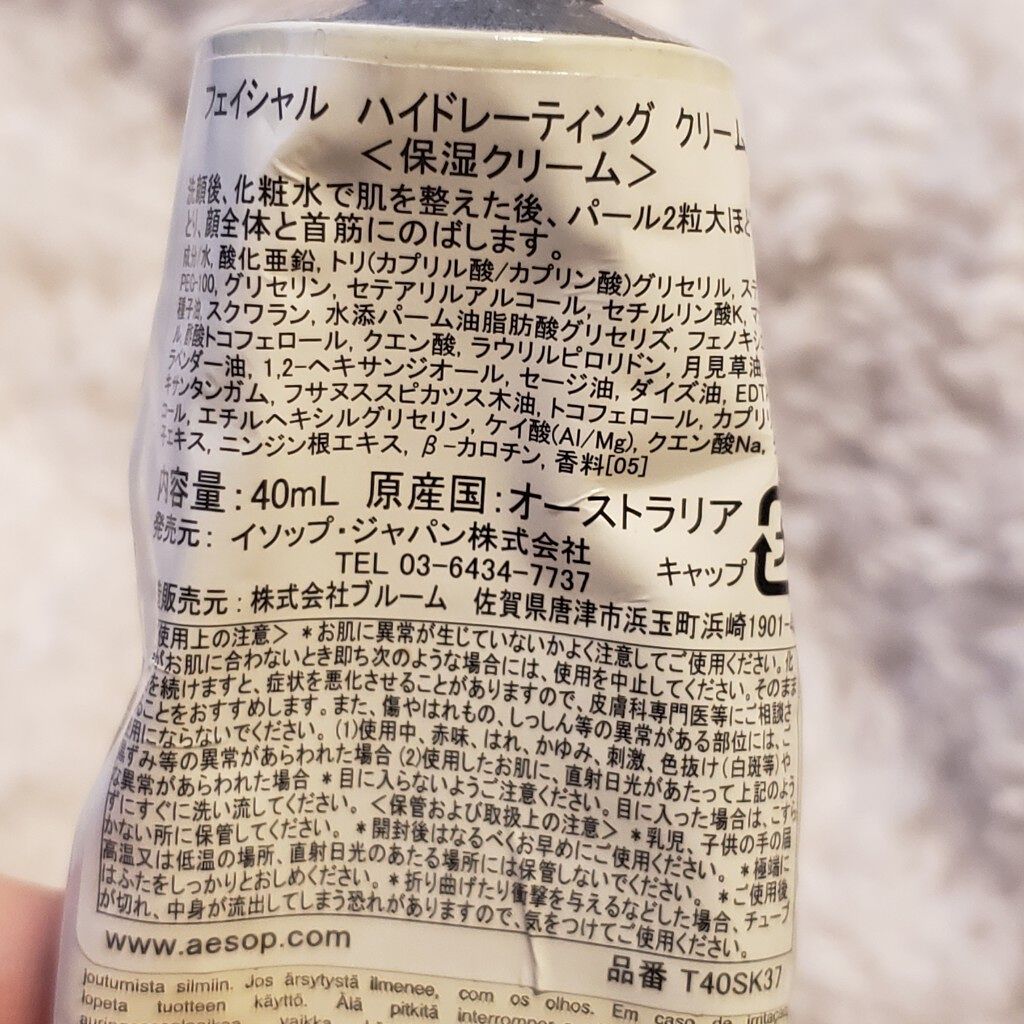 フェイシャル ハイドレーティング クリーム
＜保湿クリーム＞
洗顔後、化粧水で肌を整えた後、パール2粒大ほど
とり、顔全体と首筋にのばします。
成分:水, 酸化亜鉛, トリ(カプリル酸/カプリン酸)グリセリル, ステ
PEG-100, グリセリン, セテアリルアルコール, セチルリン酸K, マ
種子油, スクワラン, 水添パーム油脂肪酸グリセリズ, フェノキシ
ル, 酢酸トコフェロール, クエン酸, ラウリルピロリドン, 月見草油,
ラベンダー油, 1,2-ヘキサンジオール, セージ油, ダイズ油, EDT
キサンタンガム, フサヌススピカツス木油, トコフェロール, カプリ
コール, エチルヘキシルグリセリン, ケイ酸(Al/Mg), クエン酸Na,
子エキス, ニンジン根エキス, β-カロチン, 香料[05]
内容量：40mL 原産国：オーストラリア
発売元：イソップ・ジャパン株式会社
TEL 03-6434-7737 キャップ
販売元：株式会社ブルーム 佐賀県唐津市浜玉町浜崎1901-
使用上の注意＞ *お肌に異常が生じていないかよく注意してご使用ください。化
がお肌に合わないとき即ち次のような場合には、使用を中止してください。そのまま
を続けますと、症状を悪化させることがありますので、皮膚科専門医等にご相談さ
ことをおすすめします。また、傷やはれもの、しっしん等の異常がある部位には、ご
用にならないでください。(1)使用中、赤味、はれ、かゆみ、刺激、色抜け(白斑等)や
黒ずみ等の異常があらわれた場合 (2)使用したお肌に、直射日光があたって上記のよう
な異常があらわれた場合 *目に入らないようご注意ください。目に入った場合は、こすら
ずにすぐに洗い流してください。＜保管および取扱上の注意＞ *乳児、子供の手の届
かない所に保管してください。 *開封後はなるべくお早めにご使用ください。 *極端に
高温又は低温の場所、直射日光のあたる場所には保管しないでください。 *ご使用後
はふたをしっかりとおしめください。*折り曲げたり衝撃を与えるなどした場合、チューブ
が切れ、中身が流出してしまう恐れがありますので、気をつけてご使用ください。
www.aesop.com
品番 T40SK37
joutumista silmiin. Jos ärsytystä ilmenee, com os olhos. Em caso de irritação,
lopeta tuotteen käyttö. Älä pitkitä